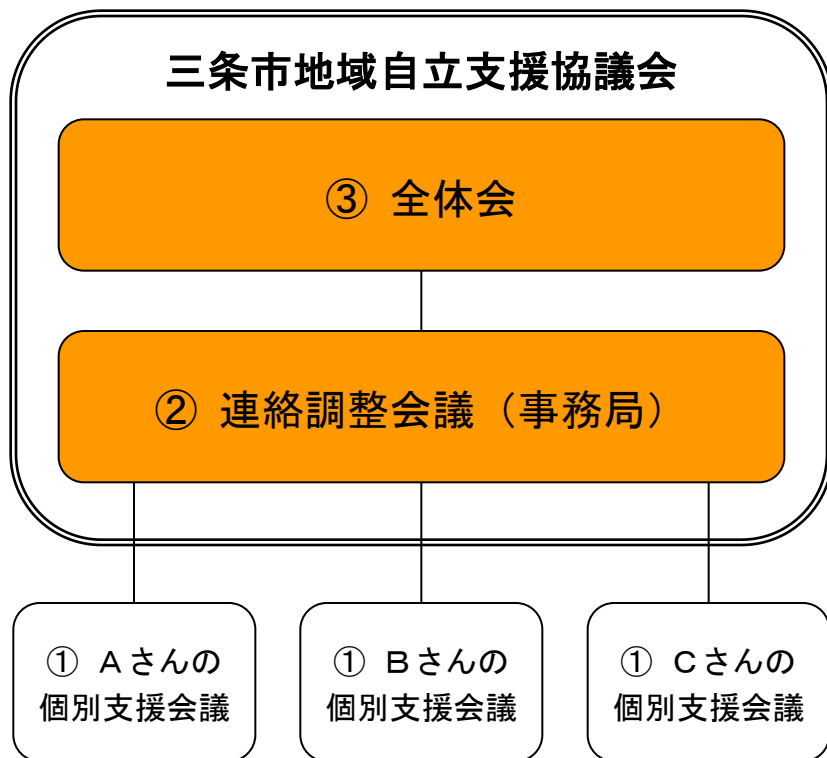 三条市地域自立支援協議会
③ 全体会
② 連絡調整会議（事務局）
① Ａさんの
個別支援会議
① Ｂさんの
個別支援会議
① Ｃさんの
個別支援会議